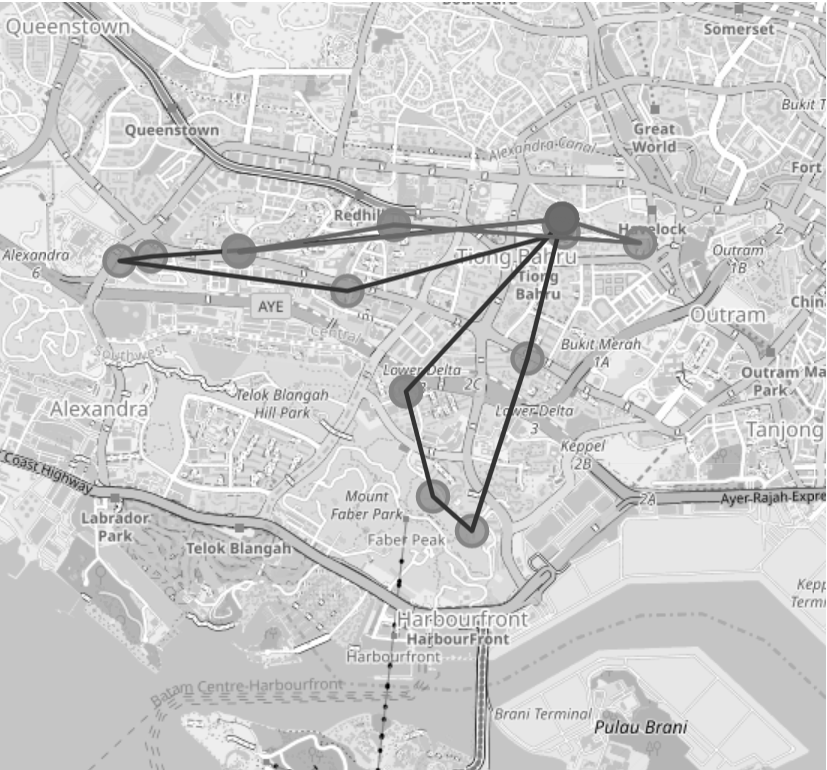 Boulevard
Queenstown
Somerset
Bukit T
Queenstown
Great
World
Alexandra-Canal
Fort
Redhill
Havelock
2
Alexandra
6
Outram
1B
Tiong Bahru
Tiong
Bahru
AYE
Chin
Outram
Central
Bukit Merah
1A
Southwest
Lower Delta
2C
Outram Ma
Park
Telok Blangah
Hill Park
Alexandra
Lower Delta
3
Tanjong
Keppel
2B
Coast Highway
Mount
Faber Park
2A
Ayer-Rajah-Expre
Labrador
Park
Faber Peak
Telok Blangah
Kepp
Termi
Harbourfront
HarbourFront
Harbourfront
Batam Centre-Harbourfront
Brani Terminal
Pulau Brani